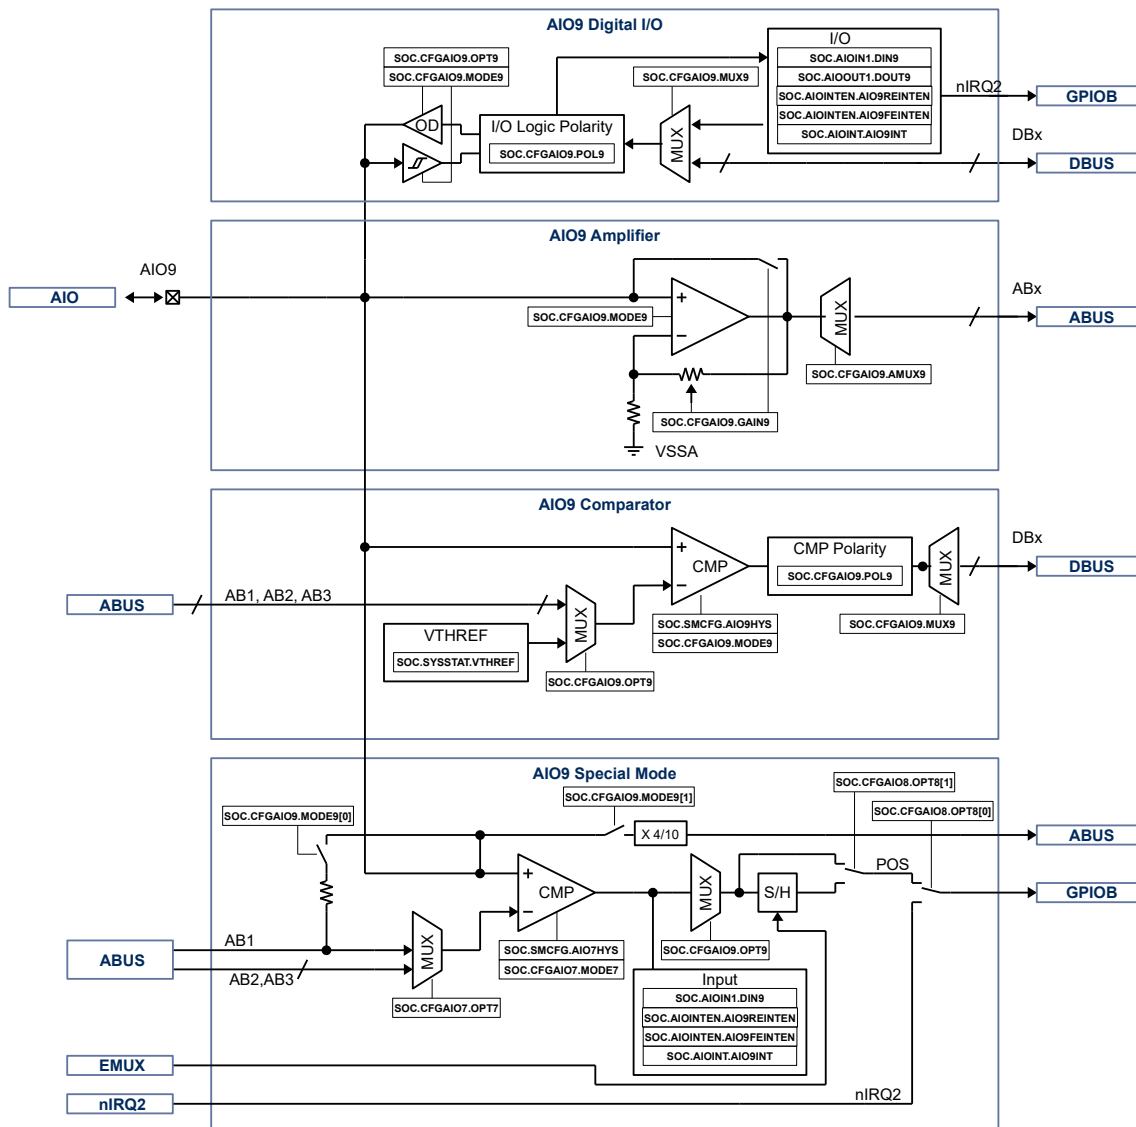 AIO9 Digital I/O
SOC.CFGAIO9.OPT9
SOC.CFGAIO9.MODE9
OD
I/O Logic Polarity
SOC.CFGAIO9.POL9
SOC.CFGAIO9.MUX9
MUX
I/O
SOC.AIOIN1.DIN9
SOC.AIOOUT1.DOUT9
SOC.AIOINTEN.AIO9REINTEN
SOC.AIOINTEN.AIO9FEINTEN
SOC.AIOINT.AIO9INT
nIRQ2
GPIOB
DBx
DBUS
AIO9 Amplifier
AIO9
AIO
SOC.CFGAIO9.MODE9
+
−
MUX
SOC.CFGAIO9.AMUX9
SOC.CFGAIO9.GAIN9
VSSA
ABx
ABUS
AIO9 Comparator
ABUS
AB1, AB2, AB3
VTHREF
SOC.SYSSTAT.VTHREF
MUX
SOC.CFGAIO9.OPT9
+
−
CMP
SOC.SMCFG.AIO9HYS
SOC.CFGAIO9.MODE9
CMP Polarity
SOC.CFGAIO9.POL9
MUX
SOC.CFGAIO9.MUX9
DBx
DBUS
AIO9 Special Mode
SOC.CFGAIO9.MODE9[0]
SOC.CFGAIO9.MODE9[1]
SOC.CFGAIO8.OPT8[1]
SOC.CFGAIO8.OPT8[0]
X 4/10
ABUS
+
−
CMP
SOC.SMCFG.AIO7HYS
SOC.CFGAIO7.MODE7
MUX
SOC.CFGAIO9.OPT9
S/H
POS
GPIOB
ABUS
AB1
AB2,AB3
MUX
SOC.CFGAIO7.OPT7
Input
SOC.AIOIN1.DIN9
SOC.AIOINTEN.AIO9REINTEN
SOC.AIOINTEN.AIO9FEINTEN
SOC.AIOINT.AIO9INT
EMUX
nIRQ2
nIRQ2